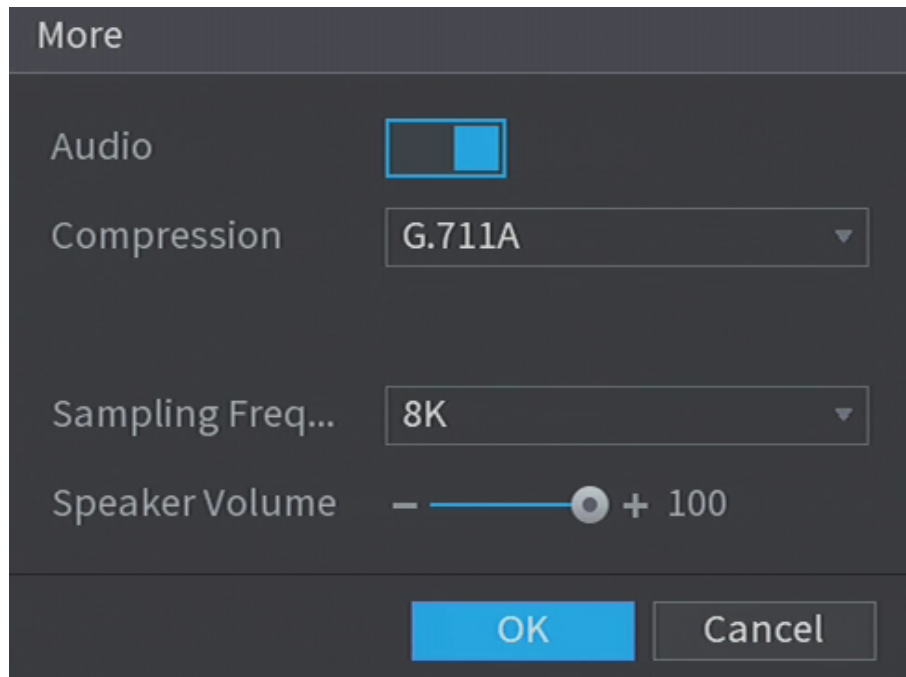 More
Audio
Compression G.711A
Sampling Freq... 8K
Speaker Volume - + 100
OK Cancel